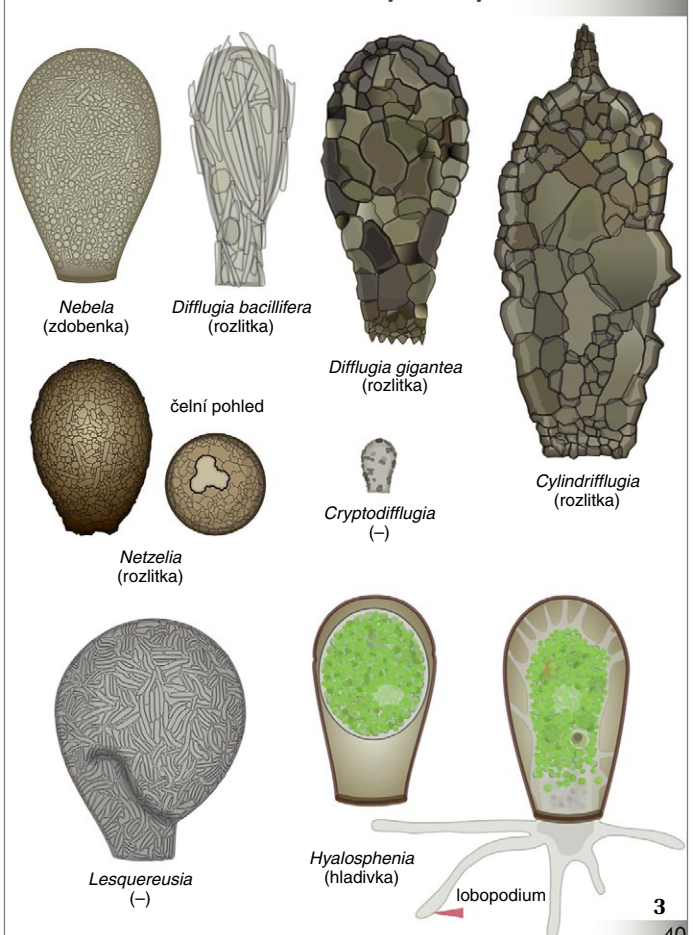 Nebela
(zdobenka)
Difflugia bacillifera
(rozlitka)
Difflugia gigantea
(rozlitka)
Cylindrifflugia
(rozlitka)
čelní pohled
Netzelia
(rozlitka)
Cryptodifflugia
(–)
Lesquereusia
(–)
Hyalosphenia
(hladivka)
lobopodium
3